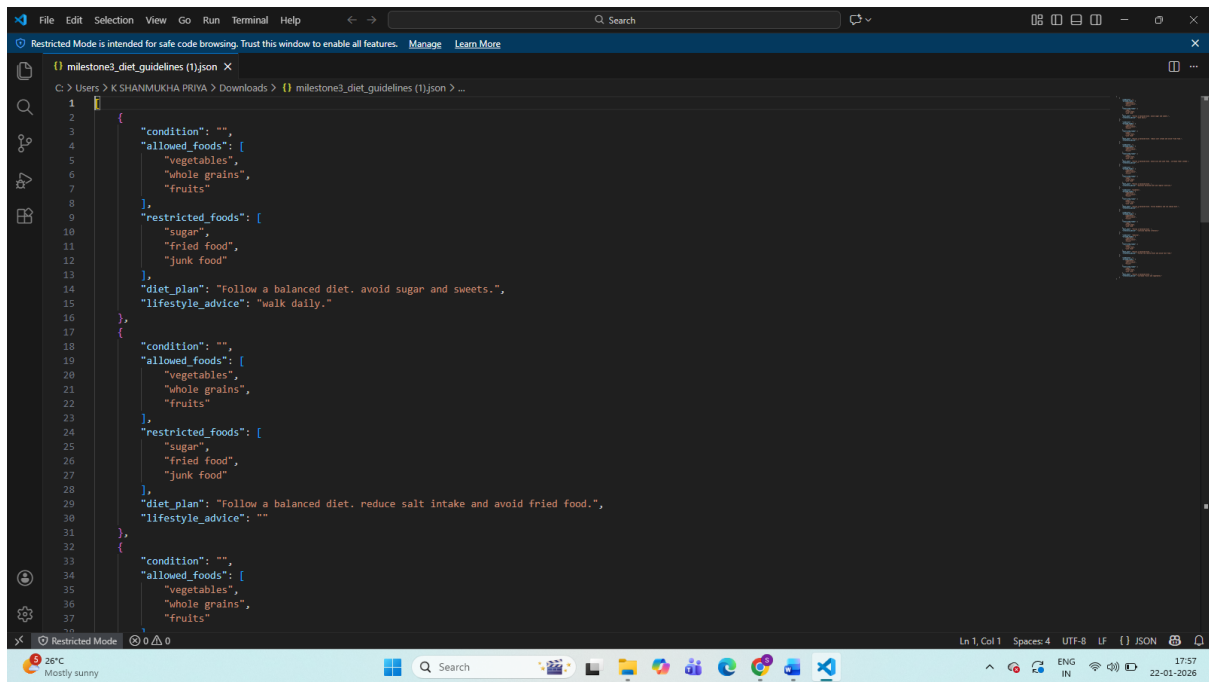 File Edit Selection View Go Run Terminal Help
Search
Restricted Mode is intended for safe code browsing. Trust this window to enable all features. Manage Learn More
{} milestone3_diet_guidelines (1).json
C: > Users > K SHANMUKHA PRIYA > Downloads > {} milestone3_diet_guidelines (1).json > ...
1 [
2 {
3 "condition": "",
4 "allowed_foods": [
5 "vegetables",
6 "whole grains",
7 "fruits"
8 ],
9 "restricted_foods": [
10 "sugar",
11 "fried food",
12 "junk food"
13 ],
14 "diet_plan": "Follow a balanced diet. avoid sugar and sweets.",
15 "lifestyle_advice": "walk daily."
16 },
17 {
18 "condition": "",
19 "allowed_foods": [
20 "vegetables",
21 "whole grains",
22 "fruits"
23 ],
24 "restricted_foods": [
25 "sugar",
26 "fried food",
27 "junk food"
28 ],
29 "diet_plan": "Follow a balanced diet. reduce salt intake and avoid fried food.",
30 "lifestyle_advice": ""
31 },
32 {
33 "condition": "",
34 "allowed_foods": [
35 "vegetables",
36 "whole grains",
37 "fruits"
Restricted Mode 0 0 Ln 1, Col 1 Spaces: 4 UTF-8 LF {} JSON
5 26°C
Mostly sunny
Search
ENG
IN
17:57
22-01-2026